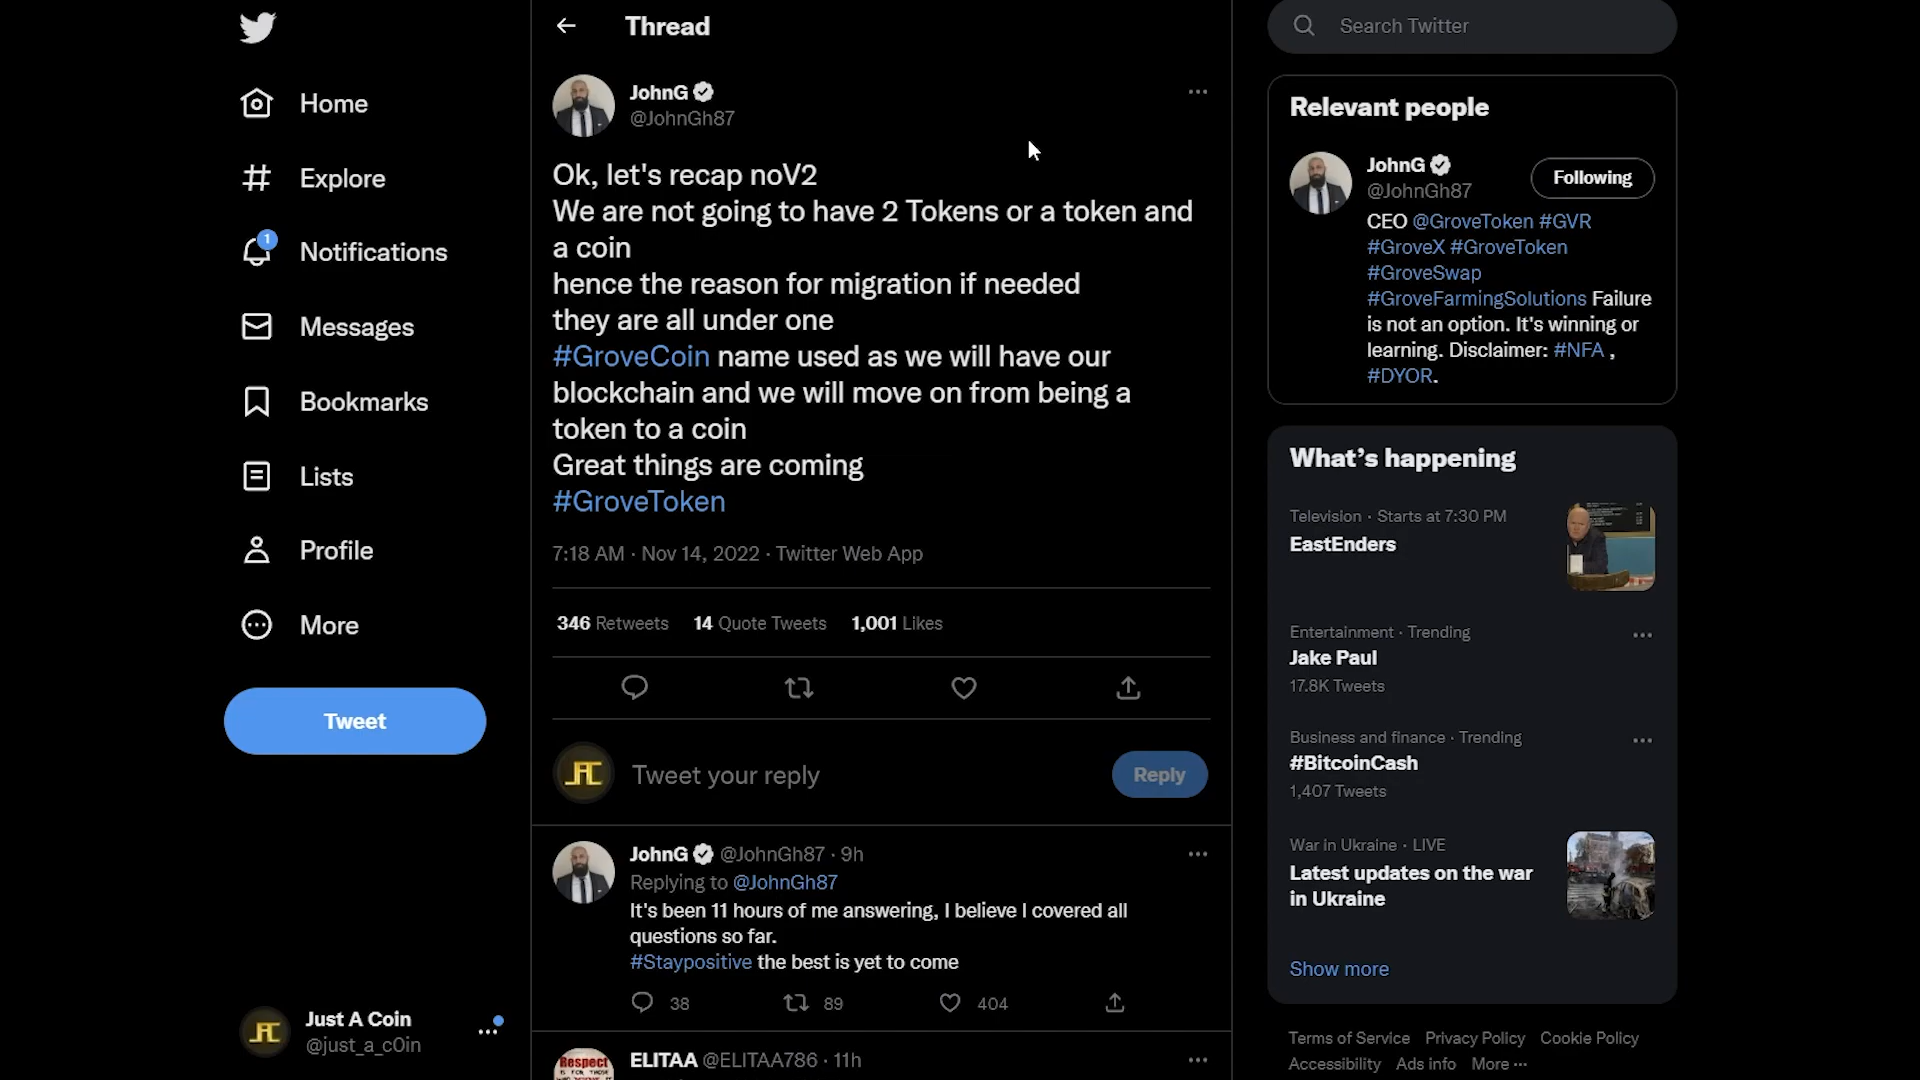 Home
Explore
1
Notifications
Messages
Bookmarks
Lists
Profile
More
Tweet
Just A Coin
@just_a_c0in
Thread
JohnG
@JohnGh87
Ok, let's recap noV2
We are not going to have 2 Tokens or a token and
a coin
hence the reason for migration if needed
they are all under one
#GroveCoin name used as we will have our
blockchain and we will move on from being a
token to a coin
Great things are coming
#GroveToken
7:18 AM · Nov 14, 2022 · Twitter Web App
346 Retweets 14 Quote Tweets 1,001 Likes
Tweet your reply
Reply
JohnG @JohnGh87 · 9h
Replying to @JohnGh87
It's been 11 hours of me answering, I believe I covered all
questions so far.
#Staypositive the best is yet to come
38 89 404
Respect
ELITAA @ELITAA786 · 11h
Search Twitter
Relevant people
JohnG
@JohnGh87
Following
CEO @GroveToken #GVR
#GroveX #GroveToken
#GroveSwap
#GroveFarmingSolutions Failure
is not an option. It's winning or
learning. Disclaimer: #NFA ,
#DYOR.
What's happening
Television · Starts at 7:30 PM
EastEnders
Entertainment · Trending
Jake Paul
17.8K Tweets
Business and finance · Trending
#BitcoinCash
1,407 Tweets
War in Ukraine · LIVE
Latest updates on the war
in Ukraine
Show more
Terms of Service Privacy Policy Cookie Policy
Accessibility Ads info More ···